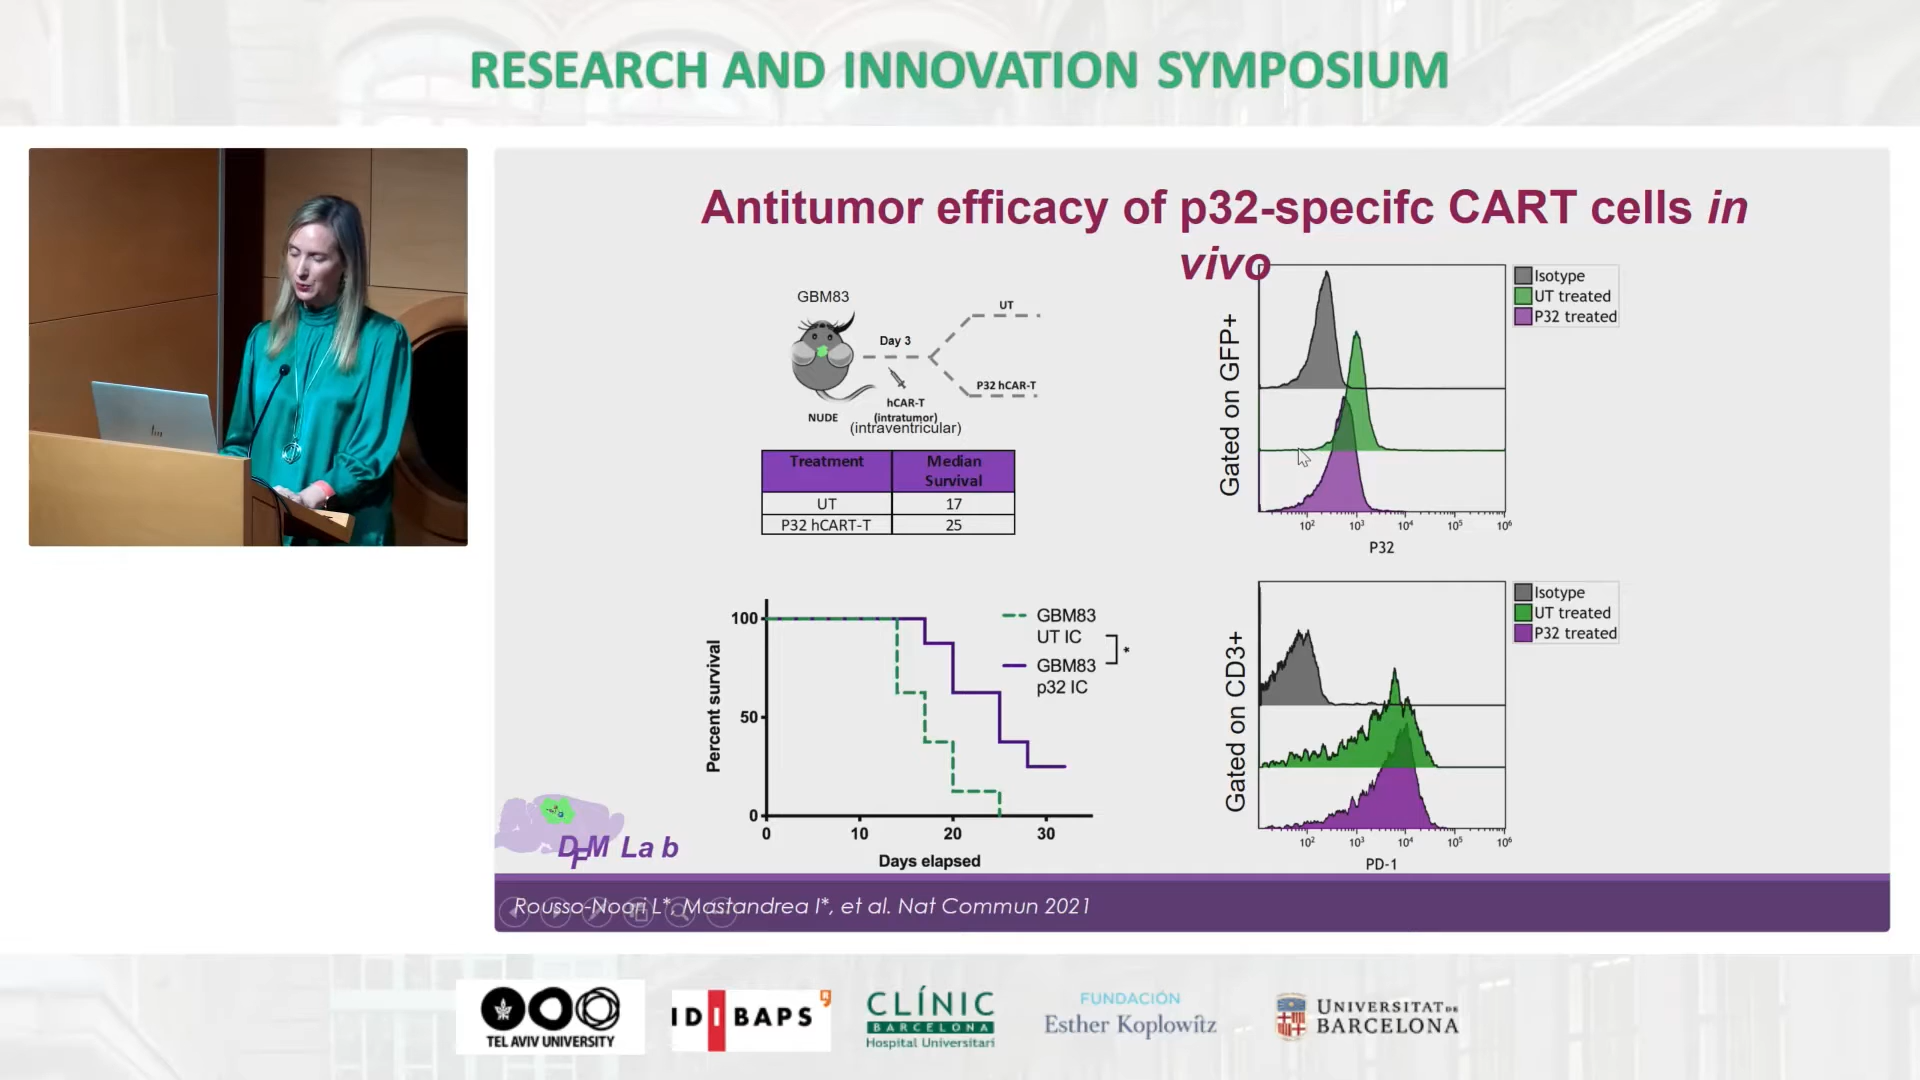 RESEARCH AND INNOVATION SYMPOSIUM
Antitumor efficacy of p32-specifc CART cells in
vivo
GBM83
UT
Day 3
P32 hCAR-T
hCAR-T
NUDE
(intratumor)
(intraventricular)
Treatment
Median
Survival
UT
17
P32 hCART-T
25
Percent survival
100
50
0
0
10
20
30
Days elapsed
GBM83
UT IC
*
GBM83
p32 IC
Gated on GFP+
Isotype
UT treated
P32 treated
10²
10³
10⁴
10⁵
10⁶
P32
Gated on CD3+
Isotype
UT treated
P32 treated
10²
10³
10⁴
10⁵
10⁶
PD-1
DFM Lab
Rousso-Noori L*, Mastandrea I*, et al. Nat Commun 2021
TEL AVIV UNIVERSITY
IDIBAPS
CLÍNIC
BARCELONA
Hospital Universitari
FUNDACIÓN
Esther Koplowitz
UNIVERSITAT DE
BARCELONA